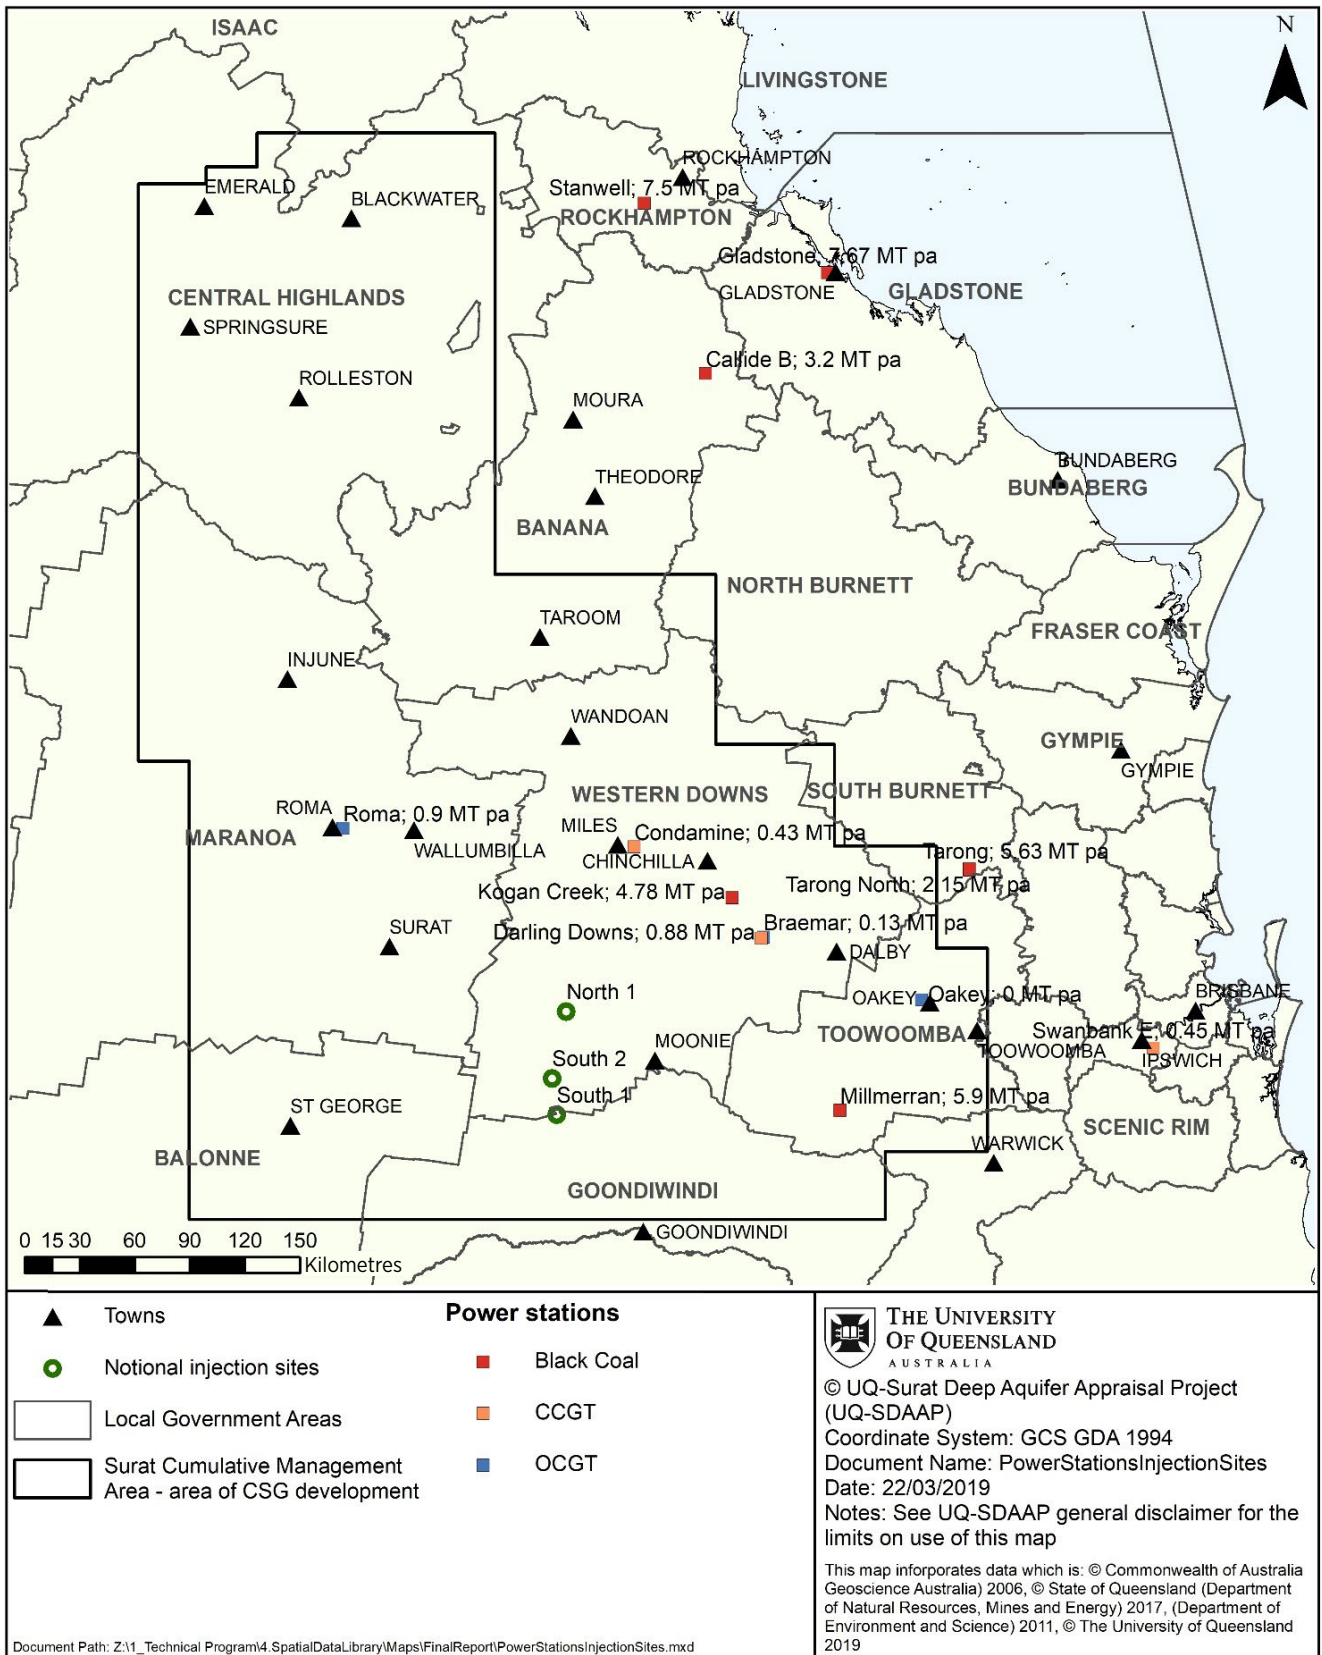 ISAAC
N
LIVINGSTONE
ROCKHAMPTON
Stanwell; 7.5 MT pa
ROCKHAMPTON
EMERALD
BLACKWATER
Gladstone, 7.67 MT pa
GLADSTONE
GLADSTONE
CENTRAL HIGHLANDS
SPRINGSURE
Callide B; 3.2 MT pa
ROLLESTON
MOURA
BUNDABERG
BUNDABERG
THEODORE
BANANA
NORTH BURNETT
TAROOM
FRASER COAST
INJUNE
WANDOAN
GYMPIE
GYMPIE
WESTERN DOWNS
SOUTH BURNETT
ROMA
Roma; 0.9 MT pa
MARANOA
WALLUMBILLA
MILES
Condamine; 0.43 MT pa
CHINCHILLA
Tarong; 5.63 MT pa
Kogan Creek; 4.78 MT pa
Tarong North; 2.15 MT pa
Darling Downs; 0.88 MT pa
Braemar; 0.13 MT pa
SURAT
DALBY
North 1
OAKEY
Oakey; 0 MT pa
BRISBANE
TOOWOOMBA
TOOWOOMBA
Swanbank E; 0.45 MT pa
IPSWICH
MOONIE
South 2
South 1
Millmerran; 5.9 MT pa
ST GEORGE
SCENIC RIM
WARWICK
BALONNE
GOONDIWINDI
GOONDIWINDI
0 15 30 60 90 120 150
Kilometres
Towns
Notional injection sites
Local Government Areas
Surat Cumulative Management
Area - area of CSG development
Power stations
Black Coal
CCGT
OCGT
THE UNIVERSITY
OF QUEENSLAND
AUSTRALIA
© UQ-Surat Deep Aquifer Appraisal Project
(UQ-SDAAP)
Coordinate System: GCS GDA 1994
Document Name: PowerStationsInjectionSites
Date: 22/03/2019
Notes: See UQ-SDAAP general disclaimer for the
limits on use of this map
This map inforporates data which is: © Commonwealth of Australia
Geoscience Australia) 2006, © State of Queensland (Department
of Natural Resources, Mines and Energy) 2017, (Department of
Environment and Science) 2011, © The University of Queensland
2019
Document Path: Z:\1_Technical Program\4.SpatialDataLibrary\Maps\FinalReport\PowerStationsInjectionSites.mxd